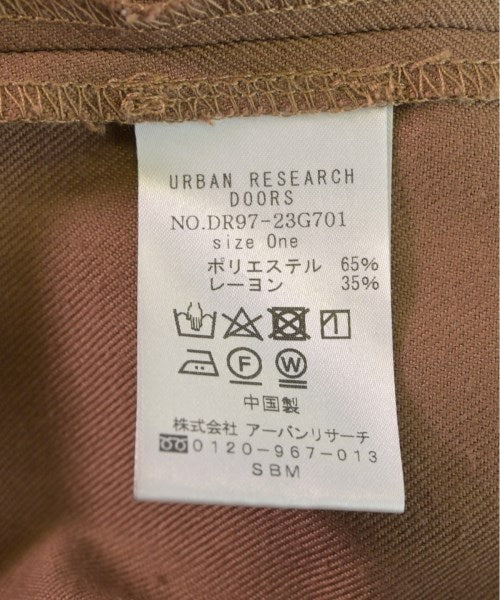 URBAN RESEARCH
DOORS
NO.DR97-23G701
size One
ポリエステル 65%
レーヨン 35%
F W
中国製
株式会社 アーバンリサーチ
0120-967-013
SBM